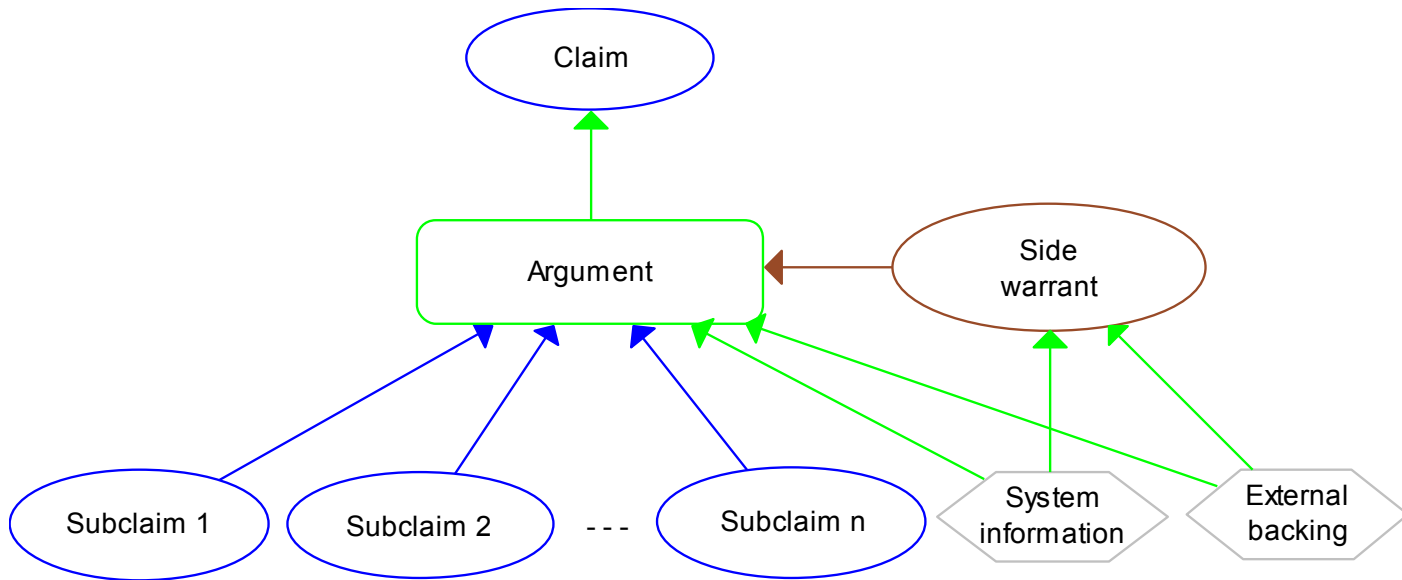 Claim
Argument
Side
warrant
Subclaim 1
Subclaim 2
- - -
Subclaim n
System
information
External
backing